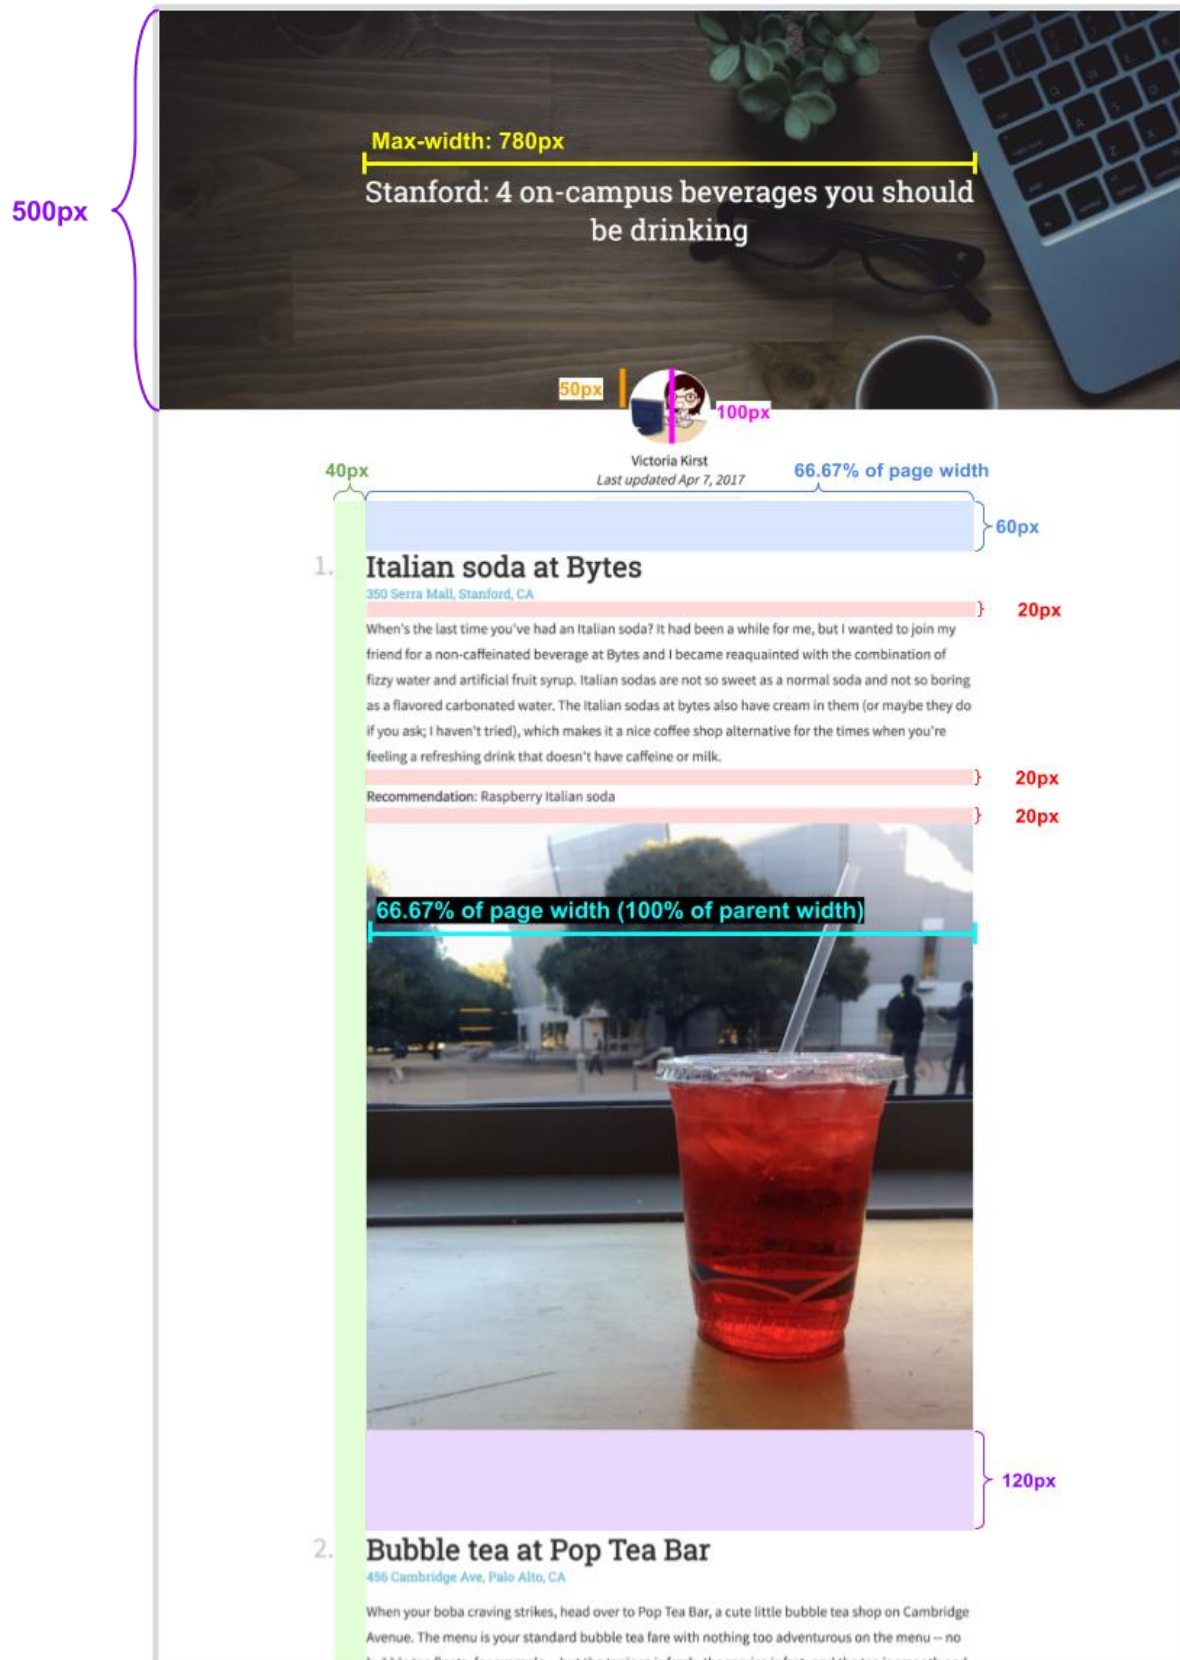 Max-width: 780px
500px
Stanford: 4 on-campus beverages you should
be drinking
50px
100px
Victoria Kirst
Last updated Apr 7, 2017
40px
66.67% of page width
60px
1.
Italian soda at Bytes
350 Serra Mall, Stanford, CA
20px
When's the last time you've had an Italian soda? It had been a while for me, but I wanted to join my
friend for a non-caffeinated beverage at Bytes and I became reaquainted with the combination of
fizzy water and artificial fruit syrup. Italian sodas are not so sweet as a normal soda and not so boring
as a flavored carbonated water. The Italian sodas at bytes also have cream in them (or maybe they do
if you ask; I haven't tried), which makes it a nice coffee shop alternative for the times when you're
feeling a refreshing drink that doesn't have caffeine or milk.
20px
Recommendation: Raspberry Italian soda
20px
66.67% of page width (100% of parent width)
120px
2.
Bubble tea at Pop Tea Bar
456 Cambridge Ave, Palo Alto, CA
When your boba craving strikes, head over to Pop Tea Bar, a cute little bubble tea shop on Cambridge
Avenue. The menu is your standard bubble tea fare with nothing too adventurous on the menu -- no